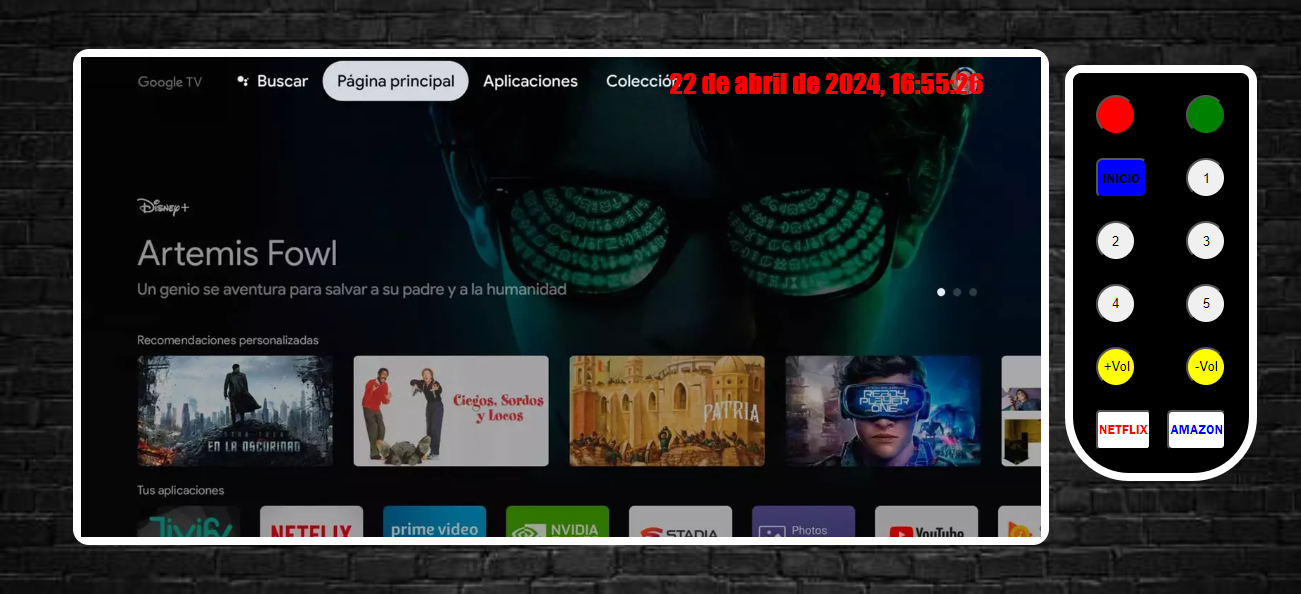 Google TV
Buscar
Página principal
Aplicaciones
Colección
22 de abril de 2024, 16:55:26
Disney+
Artemis Fowl
Un genio se aventura para salvar a su padre y a la humanidad
Recomendaciones personalizadas
EN LA OSCURIDAD
Ciegos, Sordos
y Locos
PATRIA
READY
PLAYER
ONE
Tus aplicaciones
Tivify
NETFLIX
prime video
NVIDIA
STADIA
Photos
YouTube
INICIO
1
2
3
4
5
+Vol
-Vol
NETFLIX
AMAZON